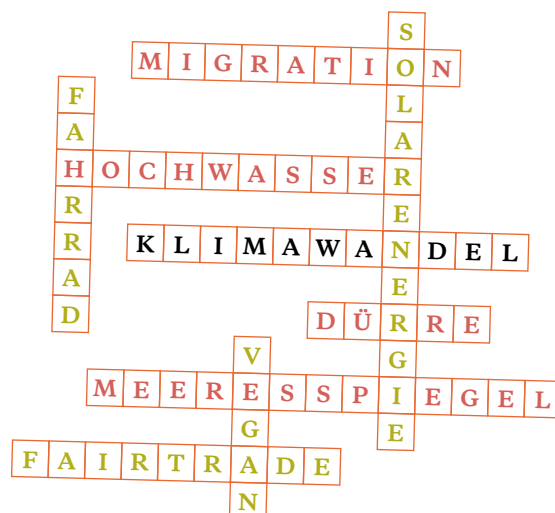 SOLARENERGIE
MIGRATION
FAHRRAD
HOCHWASSER
KLIMAWANDEL
DÜRRE
VEGAN
MEERESSPIEGEL
FAIRTRADE